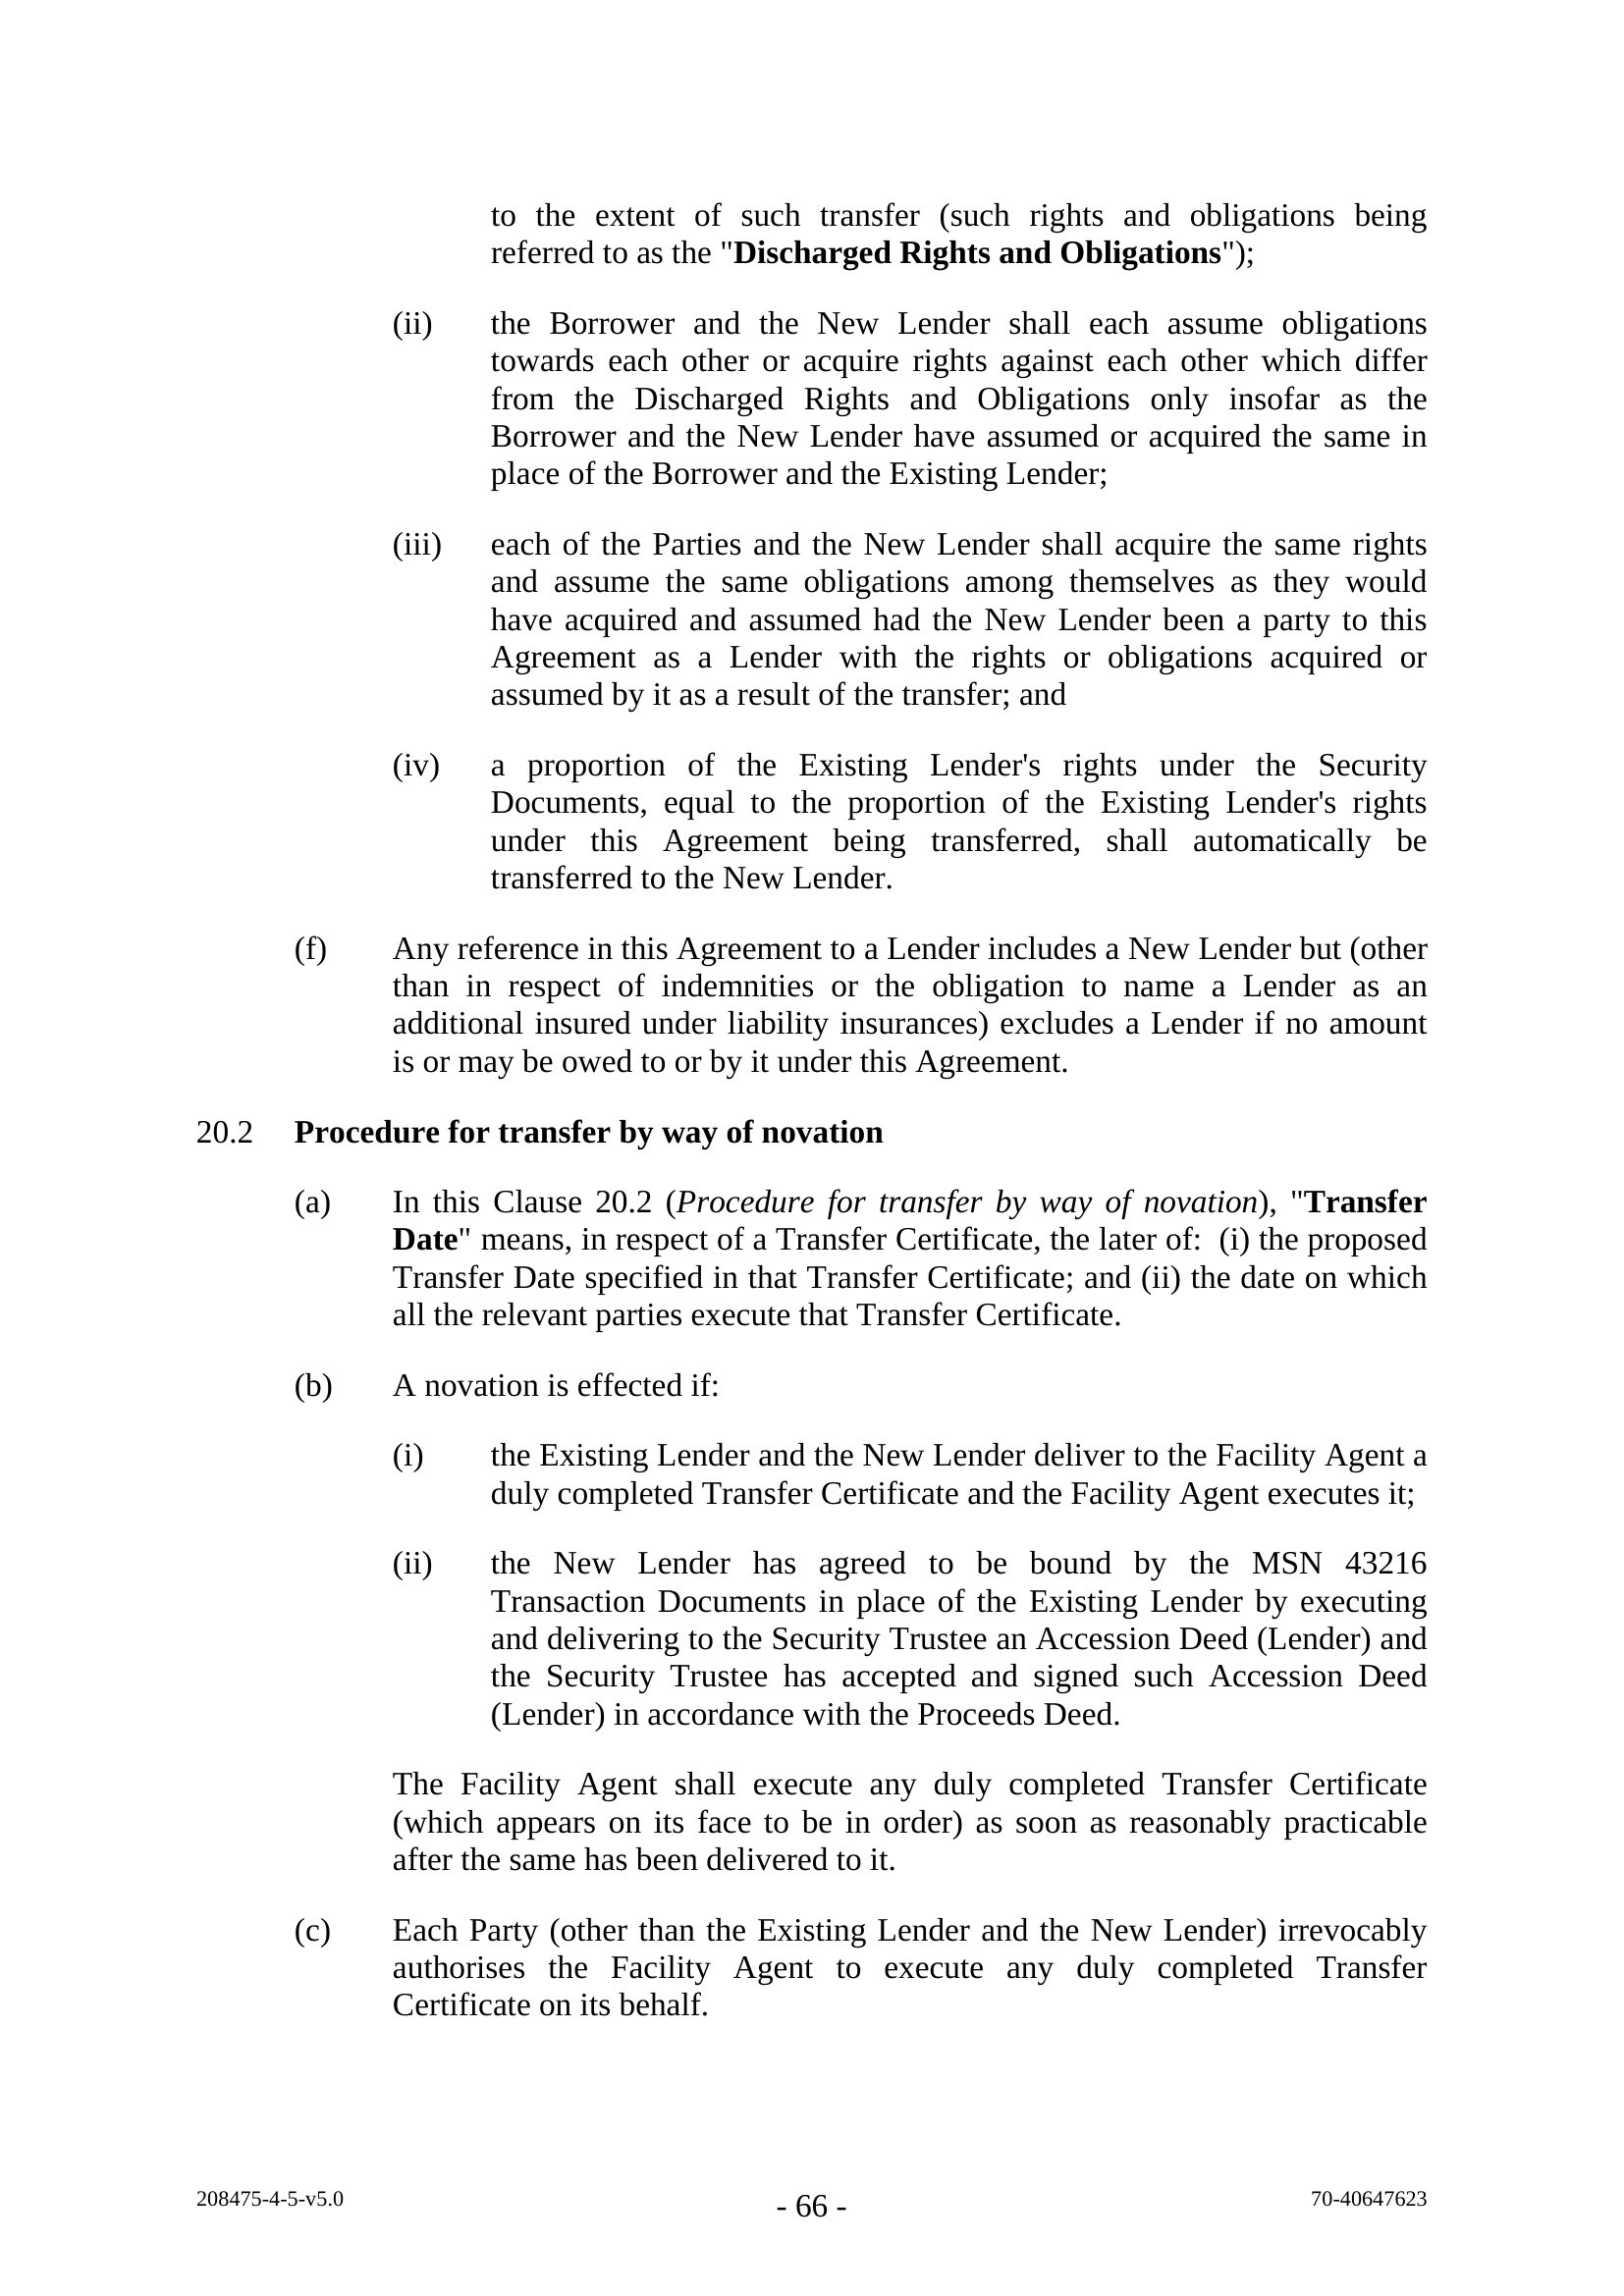 to the extent of such transfer (such rights and obligations being
referred to as the "Discharged Rights and Obligations");
(ii) the Borrower and the New Lender shall each assume obligations
towards each other or acquire rights against each other which differ
from the Discharged Rights and Obligations only insofar as the
Borrower and the New Lender have assumed or acquired the same in
place of the Borrower and the Existing Lender;
(iii) each of the Parties and the New Lender shall acquire the same rights
and assume the same obligations among themselves as they would
have acquired and assumed had the New Lender been a party to this
Agreement as a Lender with the rights or obligations acquired or
assumed by it as a result of the transfer; and
(iv) a proportion of the Existing Lender's rights under the Security
Documents, equal to the proportion of the Existing Lender's rights
under this Agreement being transferred, shall automatically be
transferred to the New Lender.
(f) Any reference in this Agreement to a Lender includes a New Lender but (other
than in respect of indemnities or the obligation to name a Lender as an
additional insured under liability insurances) excludes a Lender if no amount
is or may be owed to or by it under this Agreement.
20.2 Procedure for transfer by way of novation
(a) In this Clause 20.2 (Procedure for transfer by way of novation), "Transfer
Date" means, in respect of a Transfer Certificate, the later of: (i) the proposed
Transfer Date specified in that Transfer Certificate; and (ii) the date on which
all the relevant parties execute that Transfer Certificate.
(b) A novation is effected if:
(i) the Existing Lender and the New Lender deliver to the Facility Agent a
duly completed Transfer Certificate and the Facility Agent executes it;
(ii) the New Lender has agreed to be bound by the MSN 43216
Transaction Documents in place of the Existing Lender by executing
and delivering to the Security Trustee an Accession Deed (Lender) and
the Security Trustee has accepted and signed such Accession Deed
(Lender) in accordance with the Proceeds Deed.
The Facility Agent shall execute any duly completed Transfer Certificate
(which appears on its face to be in order) as soon as reasonably practicable
after the same has been delivered to it.
(c) Each Party (other than the Existing Lender and the New Lender) irrevocably
authorises the Facility Agent to execute any duly completed Transfer
Certificate on its behalf.
208475-4-5-v5.0 - 66 - 70-40647623